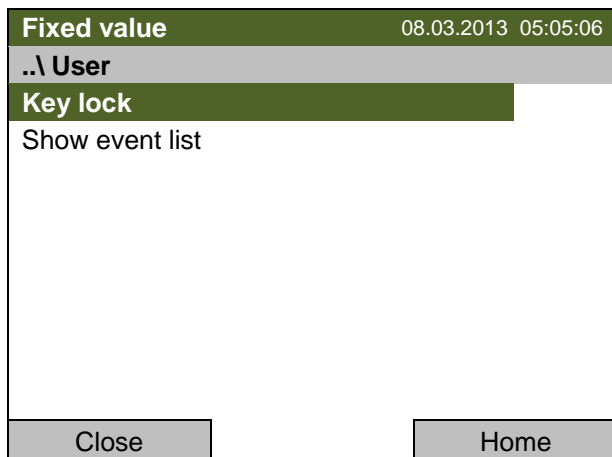 Fixed value 08.03.2013 05:05:06
..\ User
Key lock
Show event list
Close Home